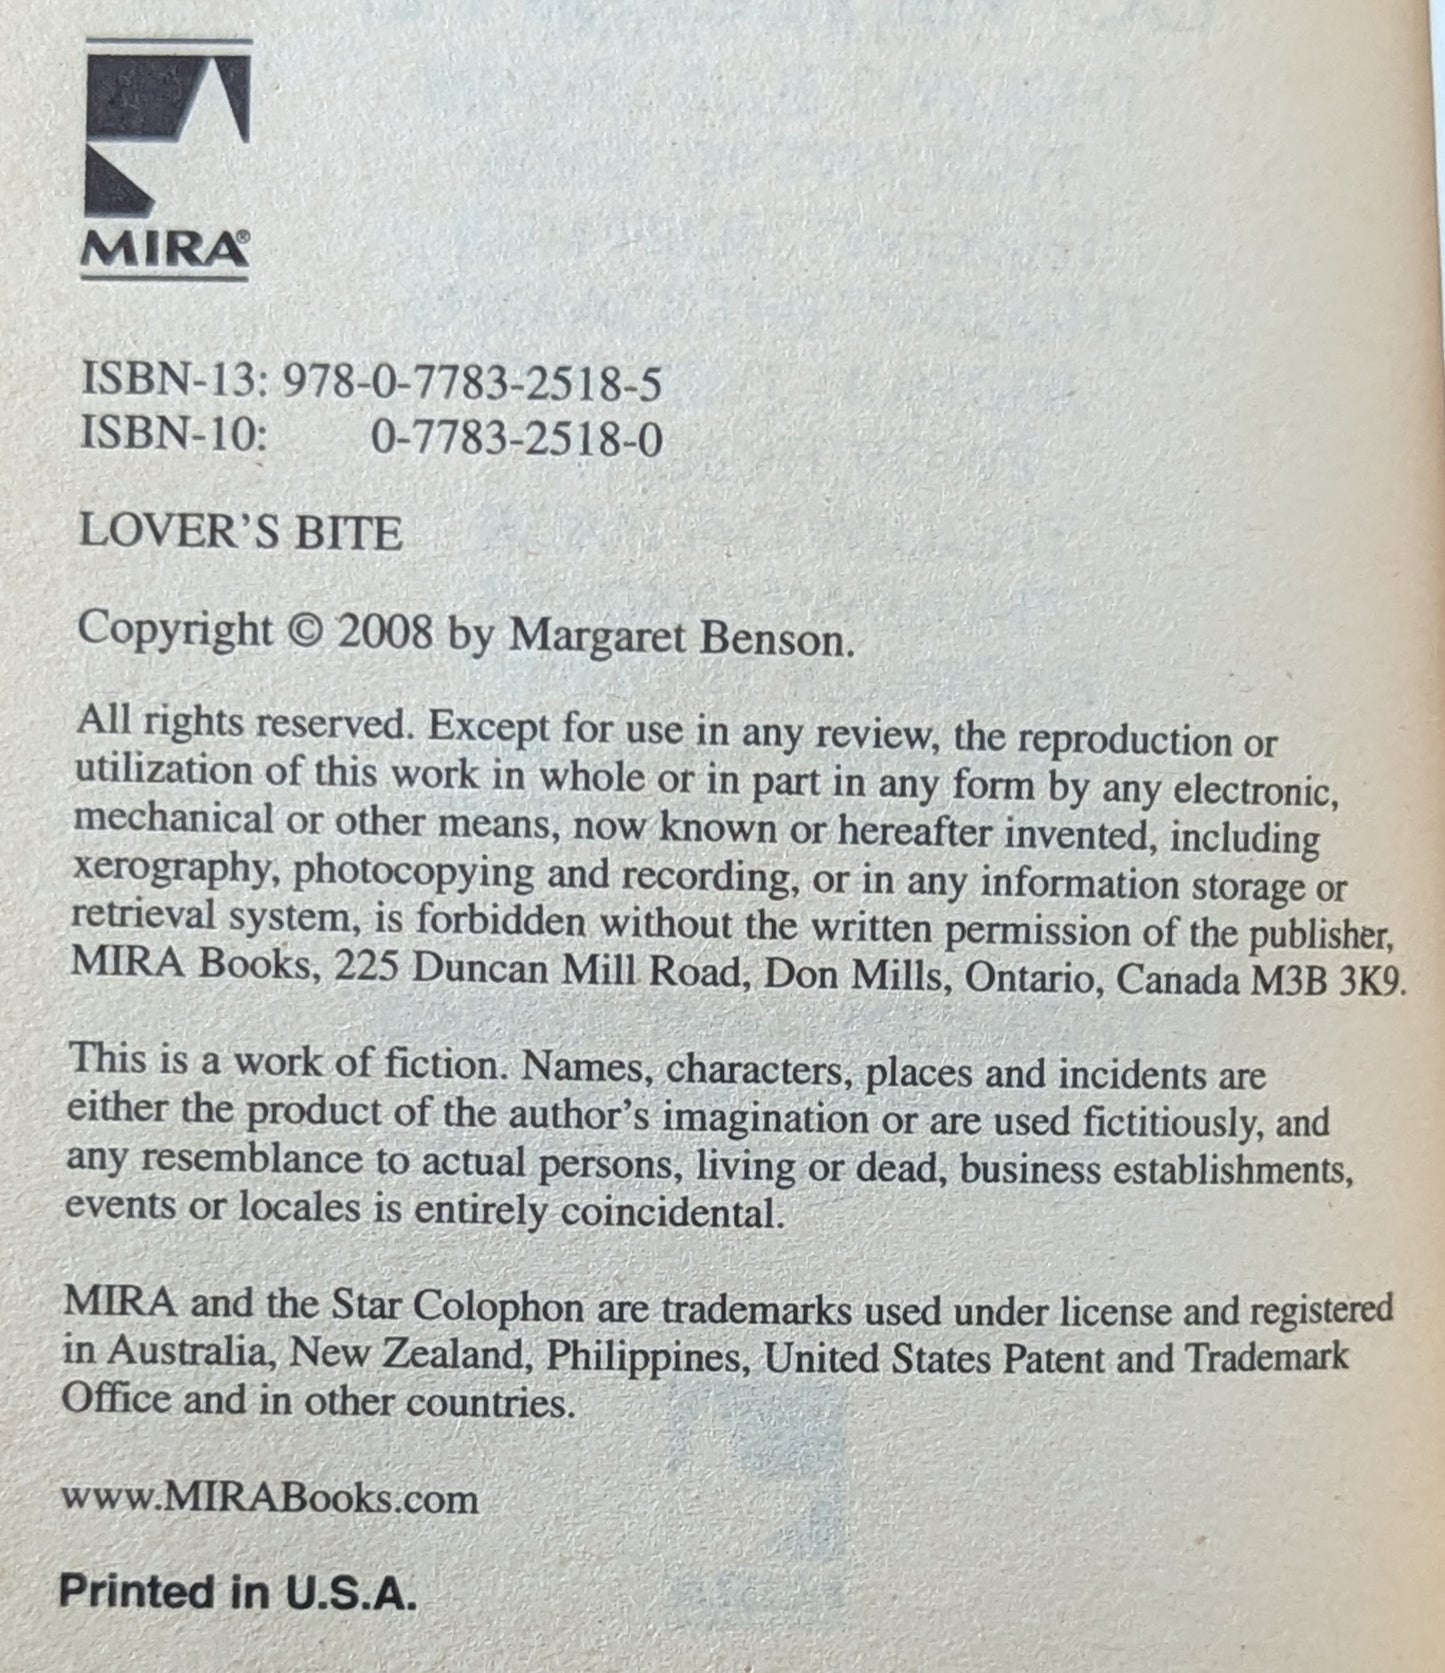 MIRA®
ISBN-13: 978-0-7783-2518-5
ISBN-10: 0-7783-2518-0
LOVER'S BITE
Copyright © 2008 by Margaret Benson.
All rights reserved. Except for use in any review, the reproduction or
utilization of this work in whole or in part in any form by any electronic,
mechanical or other means, now known or hereafter invented, including
xerography, photocopying and recording, or in any information storage or
retrieval system, is forbidden without the written permission of the publisher,
MIRA Books, 225 Duncan Mill Road, Don Mills, Ontario, Canada M3B 3K9.
This is a work of fiction. Names, characters, places and incidents are
either the product of the author's imagination or are used fictitiously, and
any resemblance to actual persons, living or dead, business establishments,
events or locales is entirely coincidental.
MIRA and the Star Colophon are trademarks used under license and registered
in Australia, New Zealand, Philippines, United States Patent and Trademark
Office and in other countries.
www.MIRABooks.com
Printed in U.S.A.